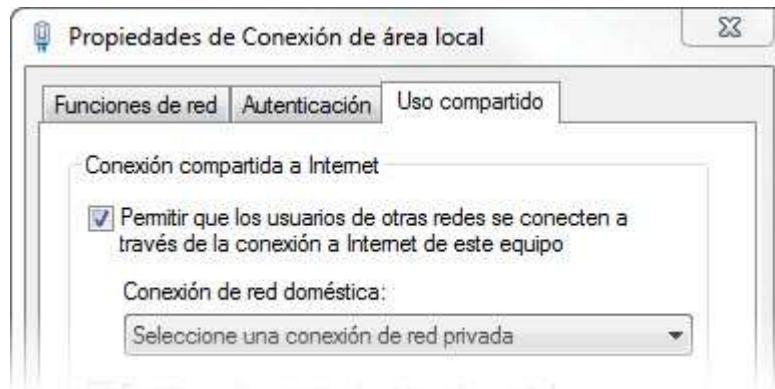 Propiedades de Conexión de área local
Funciones de red
Autenticación
Uso compartido
Conexión compartida a Internet
Permitir que los usuarios de otras redes se conecten a
través de la conexión a Internet de este equipo
Conexión de red doméstica:
Seleccione una conexión de red privada